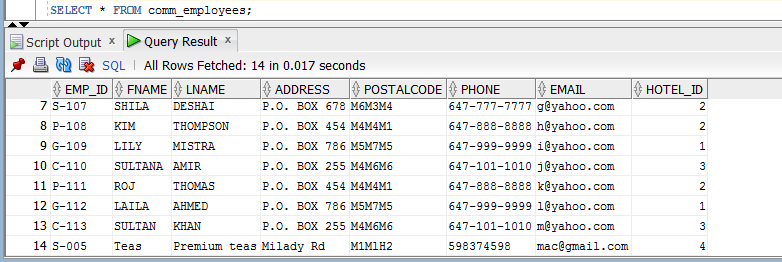 SELECT * FROM comm_employees;
Script Output x Query Result x
SQL | All Rows Fetched: 14 in 0.017 seconds
EMP_ID FNAME LNAME ADDRESS POSTALCODE PHONE EMAIL HOTEL_ID
7 S-107 SHILA DESHAI P.O. BOX 678 M6M3M4 647-777-7777 g@yahoo.com 2
8 P-108 KIM THOMPSON P.O. BOX 454 M4M4M1 647-888-8888 h@yahoo.com 2
9 G-109 LILY MISTRA P.O. BOX 786 M5M7M5 647-999-9999 i@yahoo.com 1
10 C-110 SULTANA AMIR P.O. BOX 255 M4M6M6 647-101-1010 j@yahoo.com 3
11 P-111 ROJ THOMAS P.O. BOX 454 M4M4M1 647-888-8888 k@yahoo.com 2
12 G-112 LAILA AHMED P.O. BOX 786 M5M7M5 647-999-9999 l@yahoo.com 1
13 C-113 SULTAN KHAN P.O. BOX 255 M4M6M6 647-101-1010 m@yahoo.com 3
14 S-005 Teas Premium teas Milady Rd M1M1H2 598374598 mac@gmail.com 4